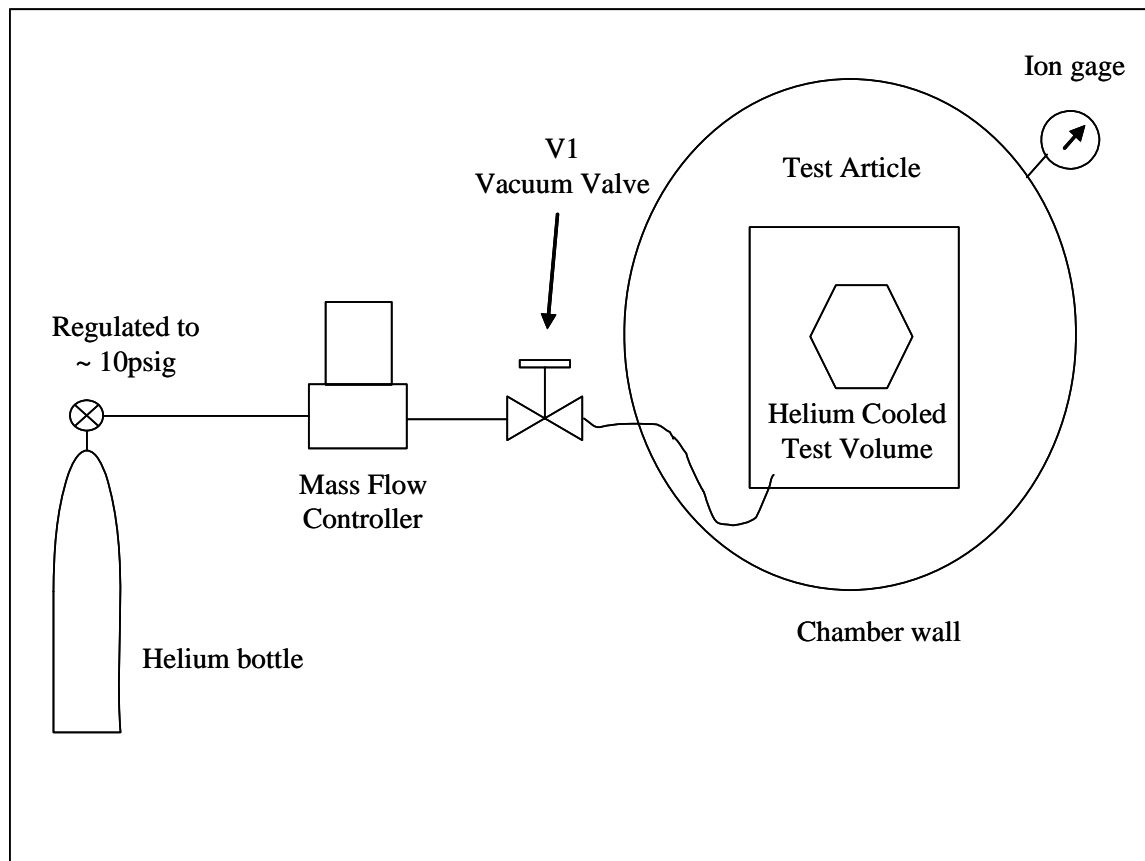 Ion gage
V1
Vacuum Valve
Test Article
Regulated to
~ 10psig
Helium Cooled
Test Volume
Mass Flow
Controller
Chamber wall
Helium bottle